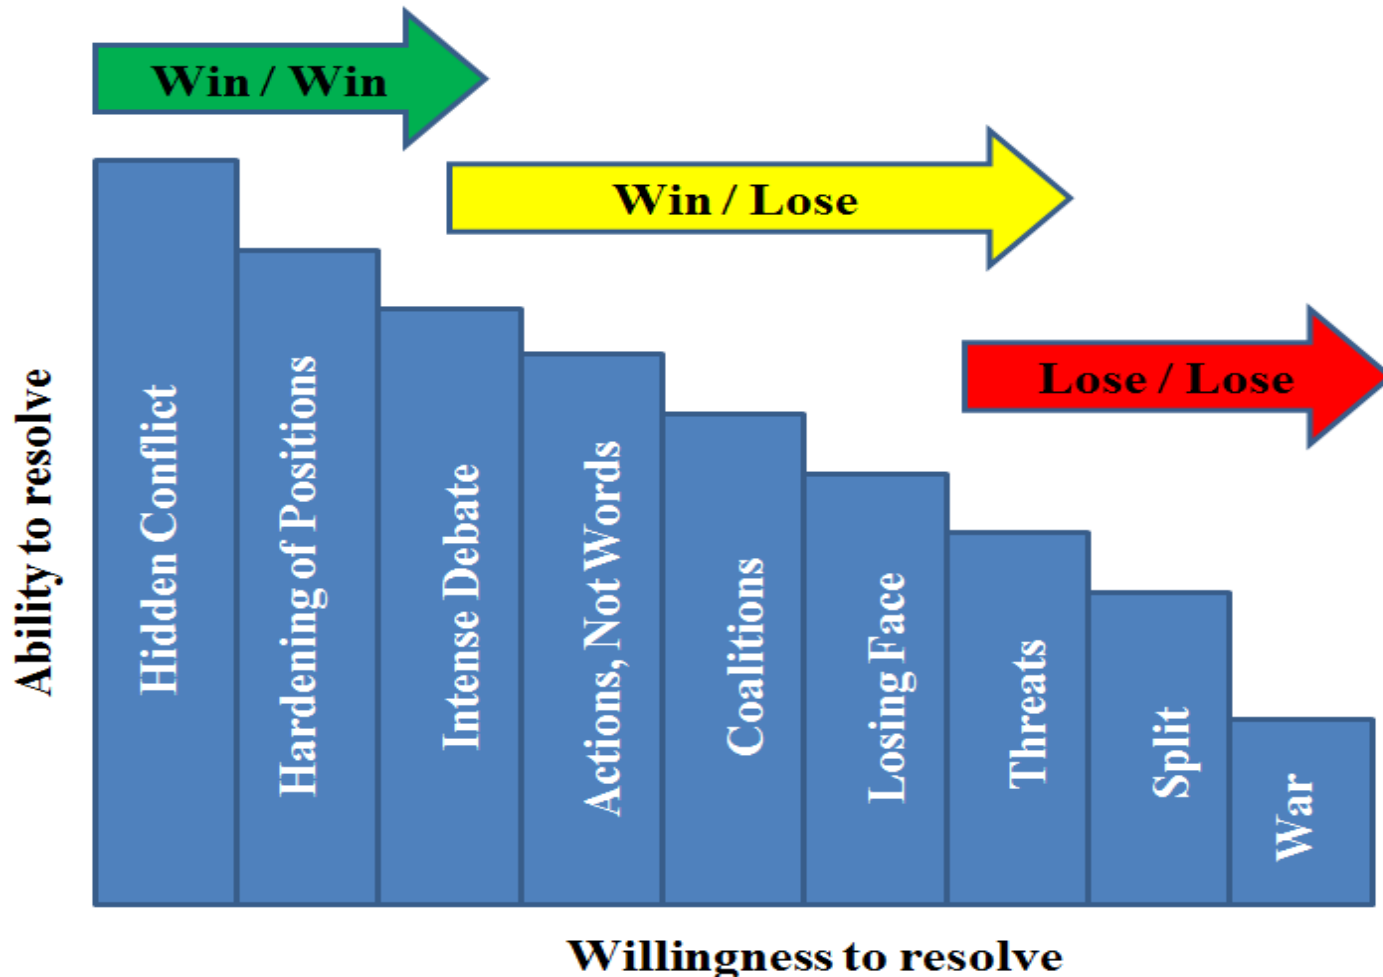 Win / Win
Win / Lose
Lose / Lose
Ability to resolve
Hidden Conflict
Hardening of Positions
Intense Debate
Actions, Not Words
Coalitions
Losing Face
Threats
Split
War
Willingness to resolve